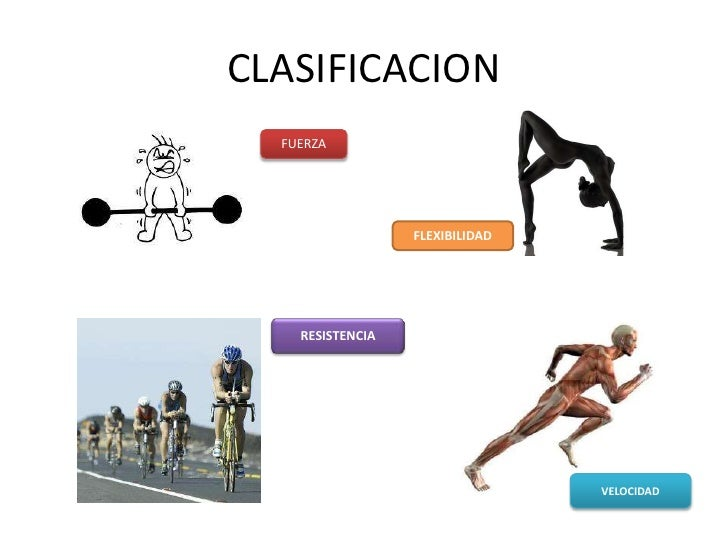 CLASIFICACION
FUERZA
FLEXIBILIDAD
RESISTENCIA
VELOCIDAD